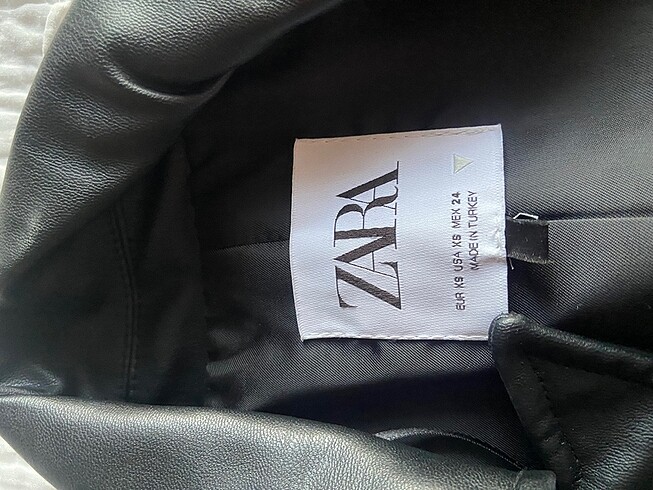 ZARA
EUR XS USA XS MEX 24
MADE IN TURKEY